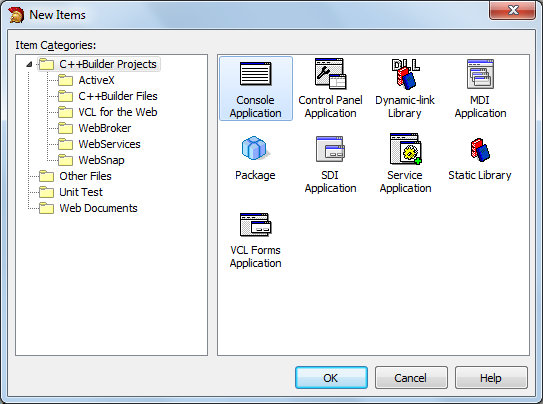 New Items
Item Categories:
C++Builder Projects
ActiveX
C++Builder Files
VCL for the Web
WebBroker
WebServices
WebSnap
Other Files
Unit Test
Web Documents
Console
Application
Control Panel
Application
DLL
Dynamic-link
Library
MDI
Application
Package
SDI
Application
Service
Application
Static Library
VCL Forms
Application
OK
Cancel
Help